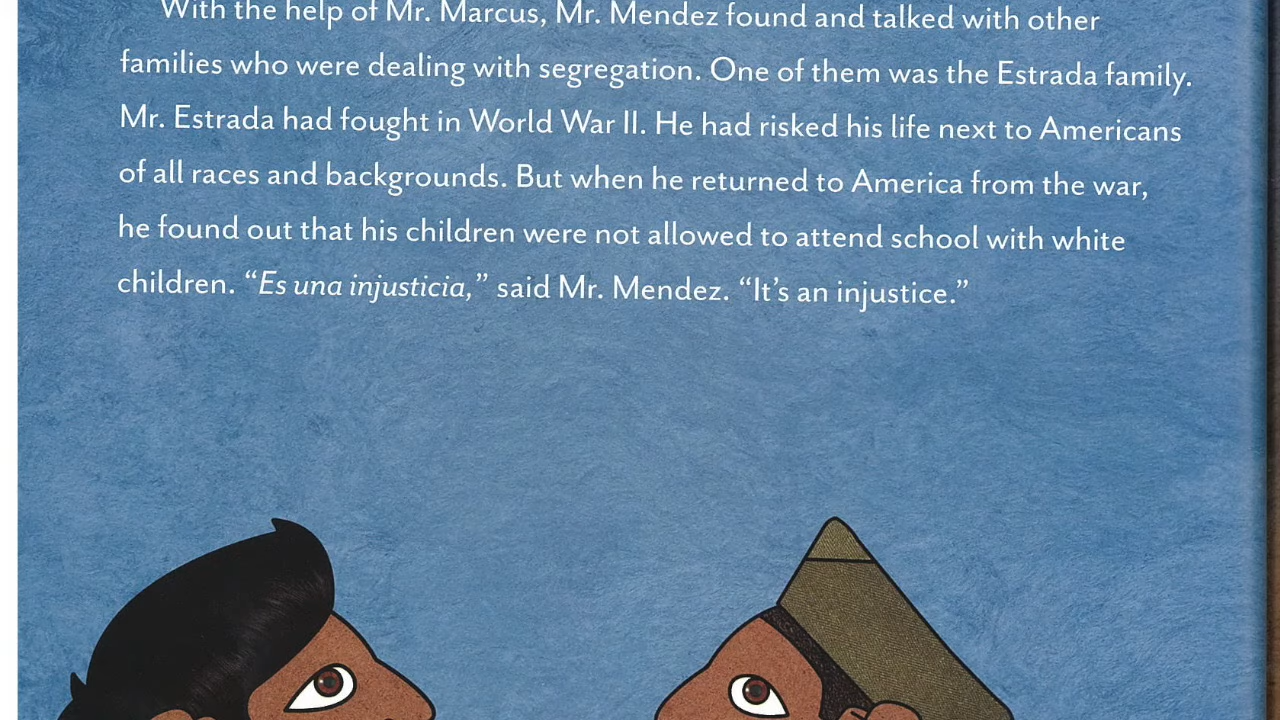 With the help of Mr. Marcus, Mr. Mendez found and talked with other
families who were dealing with segregation. One of them was the Estrada family.
Mr. Estrada had fought in World War II. He had risked his life next to Americans
of all races and backgrounds. But when he returned to America from the war,
he found out that his children were not allowed to attend school with white
children. “Es una injusticia,” said Mr. Mendez. “It’s an injustice.”